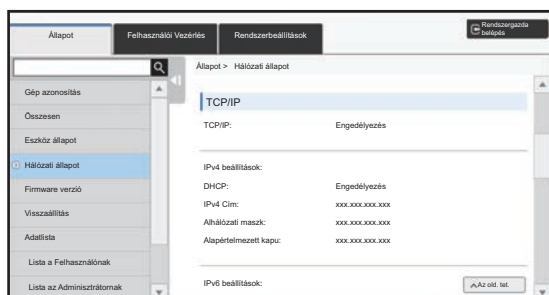 Állapot
Felhasználói Vezérlés
Rendszerbeállítások
Rendszergazda
belépés
Állapot > Hálózati állapot
Gép azonosítás
Összesen
Eszköz állapot
Hálózati állapot
Firmware verzió
Visszaállítás
Adatlista
Lista a Felhasználónak
Lista az Adminisztrátornak
TCP/IP
TCP/IP: Engedélyezés
IPv4 beállítások:
DHCP: Engedélyezés
IPv4 Cím: xxx.xxx.xxx.xxx
Alhálózati maszk: xxx.xxx.xxx.xxx
Alapértelmezett kapu: xxx.xxx.xxx.xxx
IPv6 beállítások:
Az old. tet.